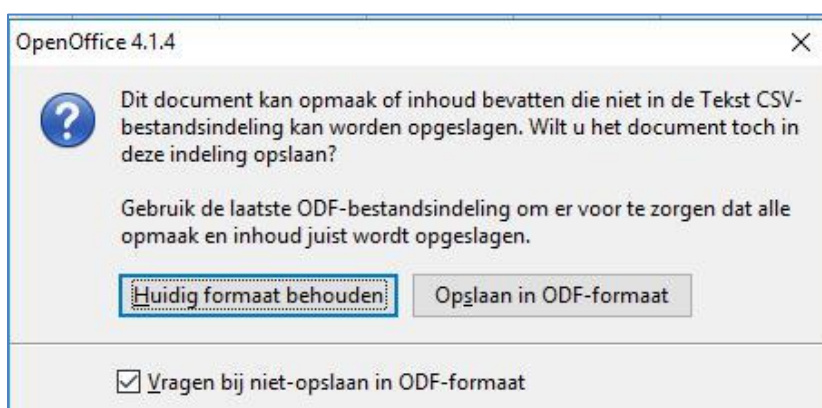 OpenOffice 4.1.4
Dit document kan opmaak of inhoud bevatten die niet in de Tekst CSV-
bestandsindeling kan worden opgeslagen. Wilt u het document toch in
deze indeling opslaan?
Gebruik de laatste ODF-bestandsindeling om er voor te zorgen dat alle
opmaak en inhoud juist wordt opgeslagen.
Huidig formaat behouden
Opslaan in ODF-formaat
Vragen bij niet-opslaan in ODF-formaat